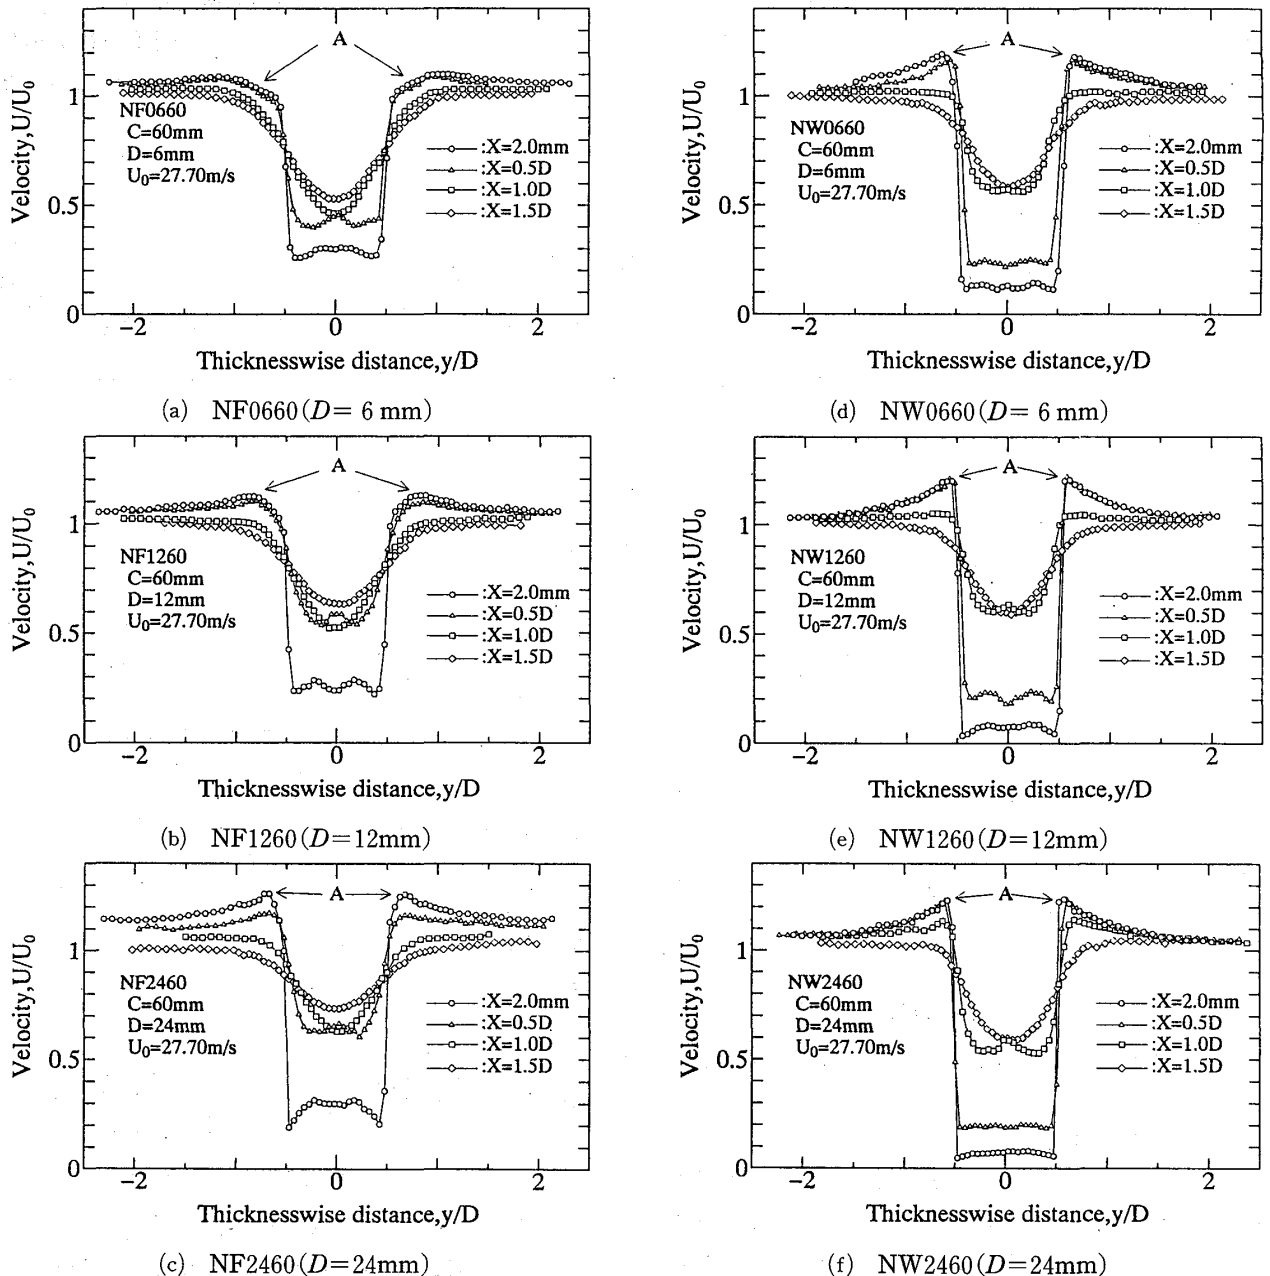 A
Velocity,U/U0
1
0.5
0
NF0660
C=60mm
D=6mm
U0=27.70m/s
:X=2.0mm
:X=0.5D
:X=1.0D
:X=1.5D
−2 0 2
Thicknesswise distance,y/D
(a) NF0660(D= 6 mm)
A
Velocity,U/U0
1
0.5
0
NW0660
C=60mm
D=6mm
U0=27.70m/s
:X=2.0mm
:X=0.5D
:X=1.0D
:X=1.5D
−2 0 2
Thicknesswise distance,y/D
(d) NW0660(D= 6 mm)
A
Velocity,U/U0
1
0.5
0
NF1260
C=60mm
D=12mm
U0=27.70m/s
:X=2.0mm
:X=0.5D
:X=1.0D
:X=1.5D
−2 0 2
Thicknesswise distance,y/D
(b) NF1260(D=12mm)
A
Velocity,U/U0
1
0.5
0
NW1260
C=60mm
D=12mm
U0=27.70m/s
:X=2.0mm
:X=0.5D
:X=1.0D
:X=1.5D
−2 0 2
Thicknesswise distance,y/D
(e) NW1260(D=12mm)
A
Velocity,U/U0
1
0.5
0
NF2460
C=60mm
D=24mm
U0=27.70m/s
:X=2.0mm
:X=0.5D
:X=1.0D
:X=1.5D
−2 0 2
Thicknesswise distance,y/D
(c) NF2460(D=24mm)
A
Velocity,U/U0
1
0.5
0
NW2460
C=60mm
D=24mm
U0=27.70m/s
:X=2.0mm
:X=0.5D
:X=1.0D
:X=1.5D
−2 0 2
Thicknesswise distance,y/D
(f) NW2460(D=24mm)